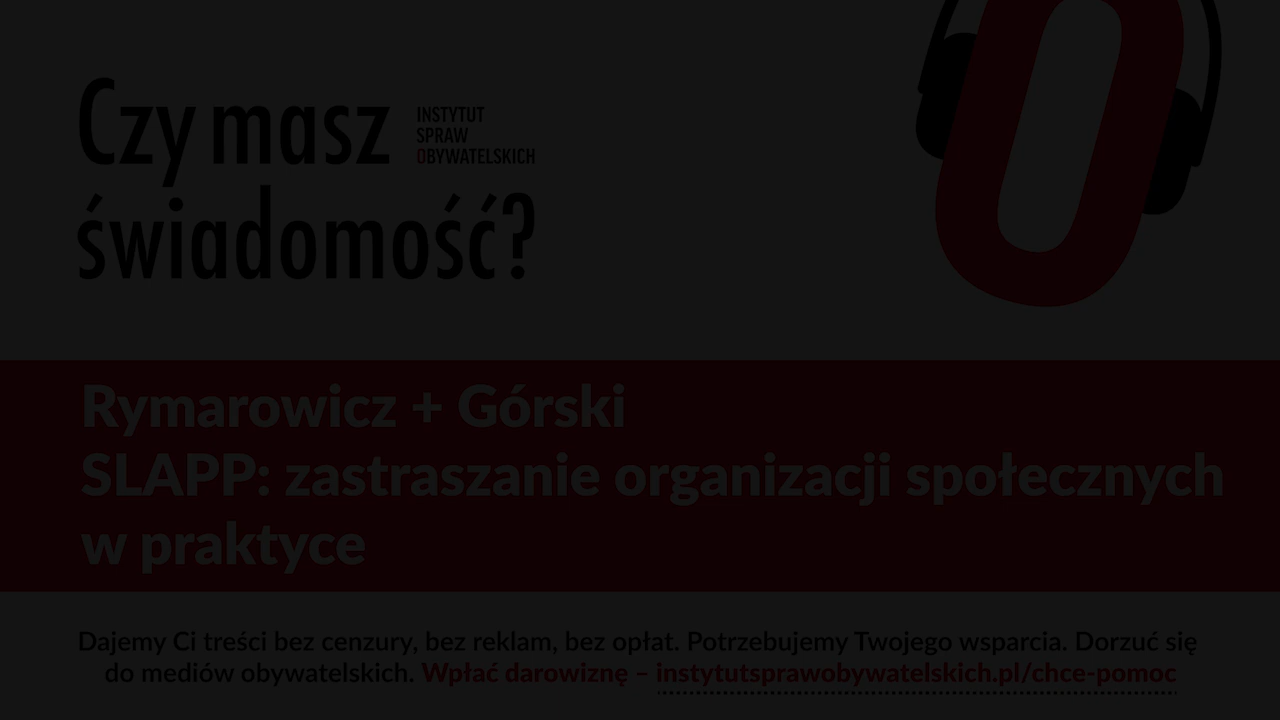 Czy masz
INSTYTUT
SPRAW
OBYWATELSKICH
świadomość?
Rymarowicz + Górski
SLAPP: zastraszanie organizacji społecznych
w praktyce
Dajemy Ci treści bez cenzury, bez reklam, bez opłat. Potrzebujemy Twojego wsparcia. Dorzuć się
do mediów obywatelskich. Wpłać darowiznę – instytutsprawobywatelskich.pl/chce-pomoc